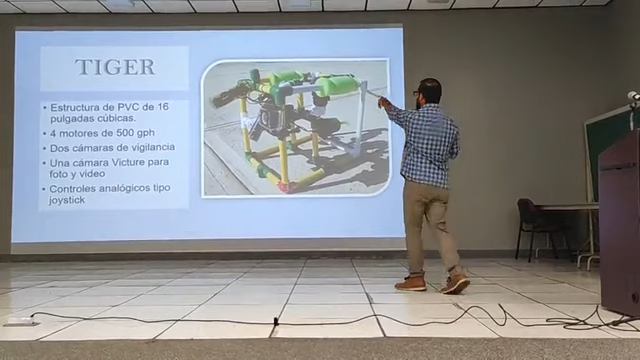 TIGER
• Estructura de PVC de 16
pulgadas cúbicas.
• 4 motores de 500 gph
• Dos cámaras de vigilancia
• Una cámara Victure para
foto y video
• Controles analógicos tipo
joystick